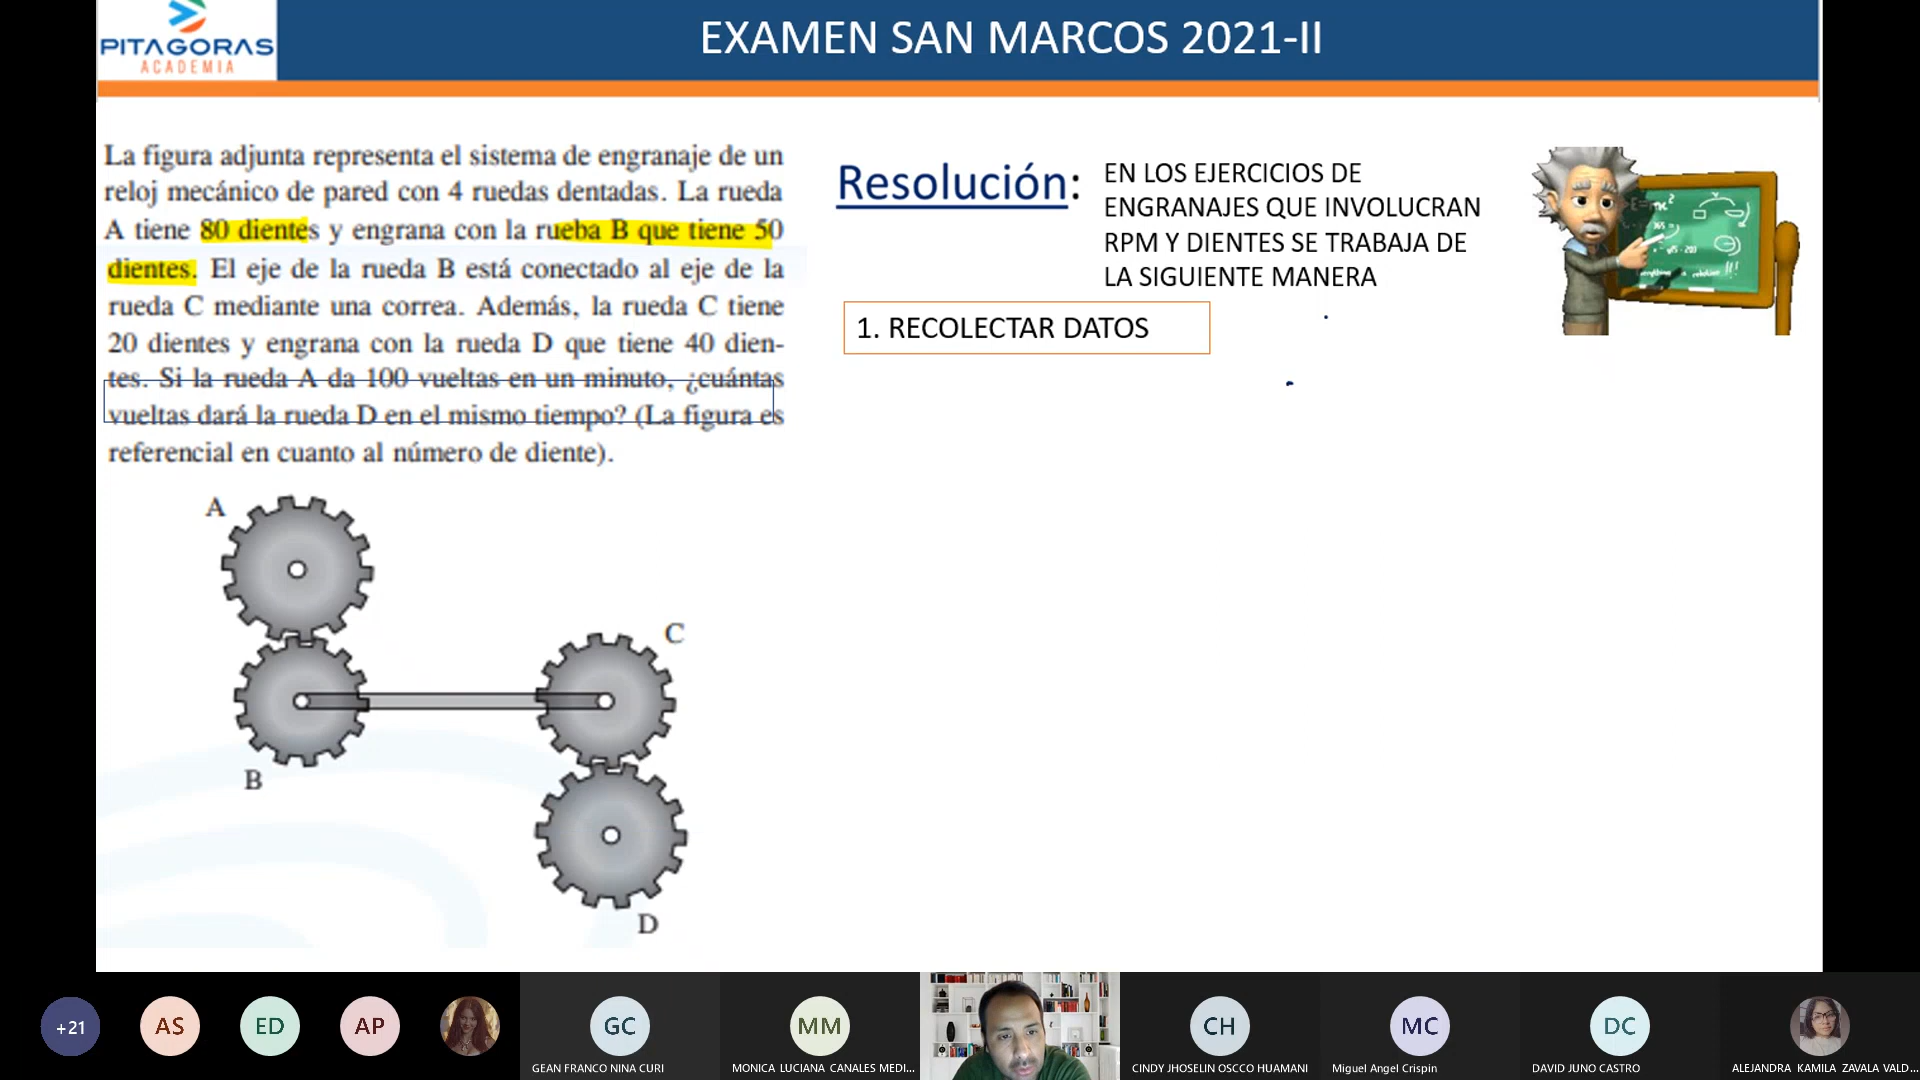 PITAGORAS
ACADEMIA
EXAMEN SAN MARCOS 2021-II
La figura adjunta representa el sistema de engranaje de un
reloj mecánico de pared con 4 ruedas dentadas. La rueda
A tiene 80 dientes y engrana con la rueba B que tiene 50
dientes. El eje de la rueda B está conectado al eje de la
rueda C mediante una correa. Además, la rueda C tiene
20 dientes y engrana con la rueda D que tiene 40 dien-
tes. Si la rueda A da 100 vueltas en un minuto, ¿cuántas
vueltas dará la rueda D en el mismo tiempo? (La figura es
referencial en cuanto al número de diente).
A
B
C
D
Resolución:
EN LOS EJERCICIOS DE
ENGRANAJES QUE INVOLUCRAN
RPM Y DIENTES SE TRABAJA DE
LA SIGUIENTE MANERA
1. RECOLECTAR DATOS
+21
AS
ED
AP
GC
GEAN FRANCO NINA CURI
MM
MONICA LUCIANA CANALES MEDI...
CH
CINDY JHOSELIN OSCCO HUAMANI
MC
Miguel Angel Crispin
DC
DAVID JUNO CASTRO
ALEJANDRA KAMILA ZAVALA VALD...